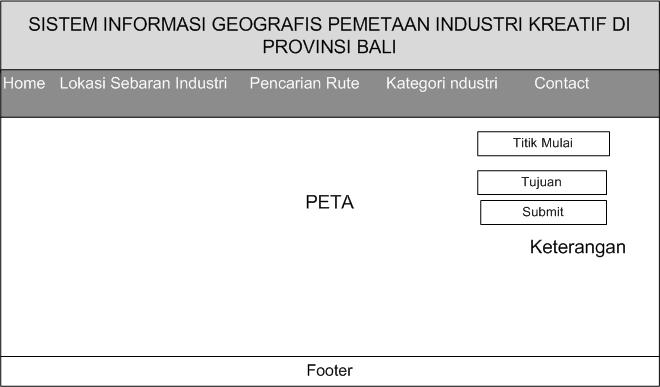 SISTEM INFORMASI GEOGRAFIS PEMETAAN INDUSTRI KREATIF DI
PROVINSI BALI
Home Lokasi Sebaran Industri Pencarian Rute Kategori ndustri Contact
Titik Mulai
Tujuan
PETA
Submit
Keterangan
Footer